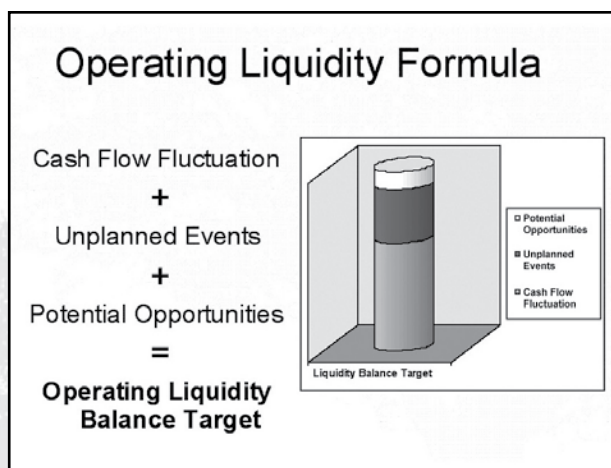 Operating Liquidity Formula
Cash Flow Fluctuation
+
Unplanned Events
+
Potential Opportunities
=
Operating Liquidity
Balance Target
Potential
Opportunities
Unplanned
Events
Cash Flow
Fluctuation
Liquidity Balance Target